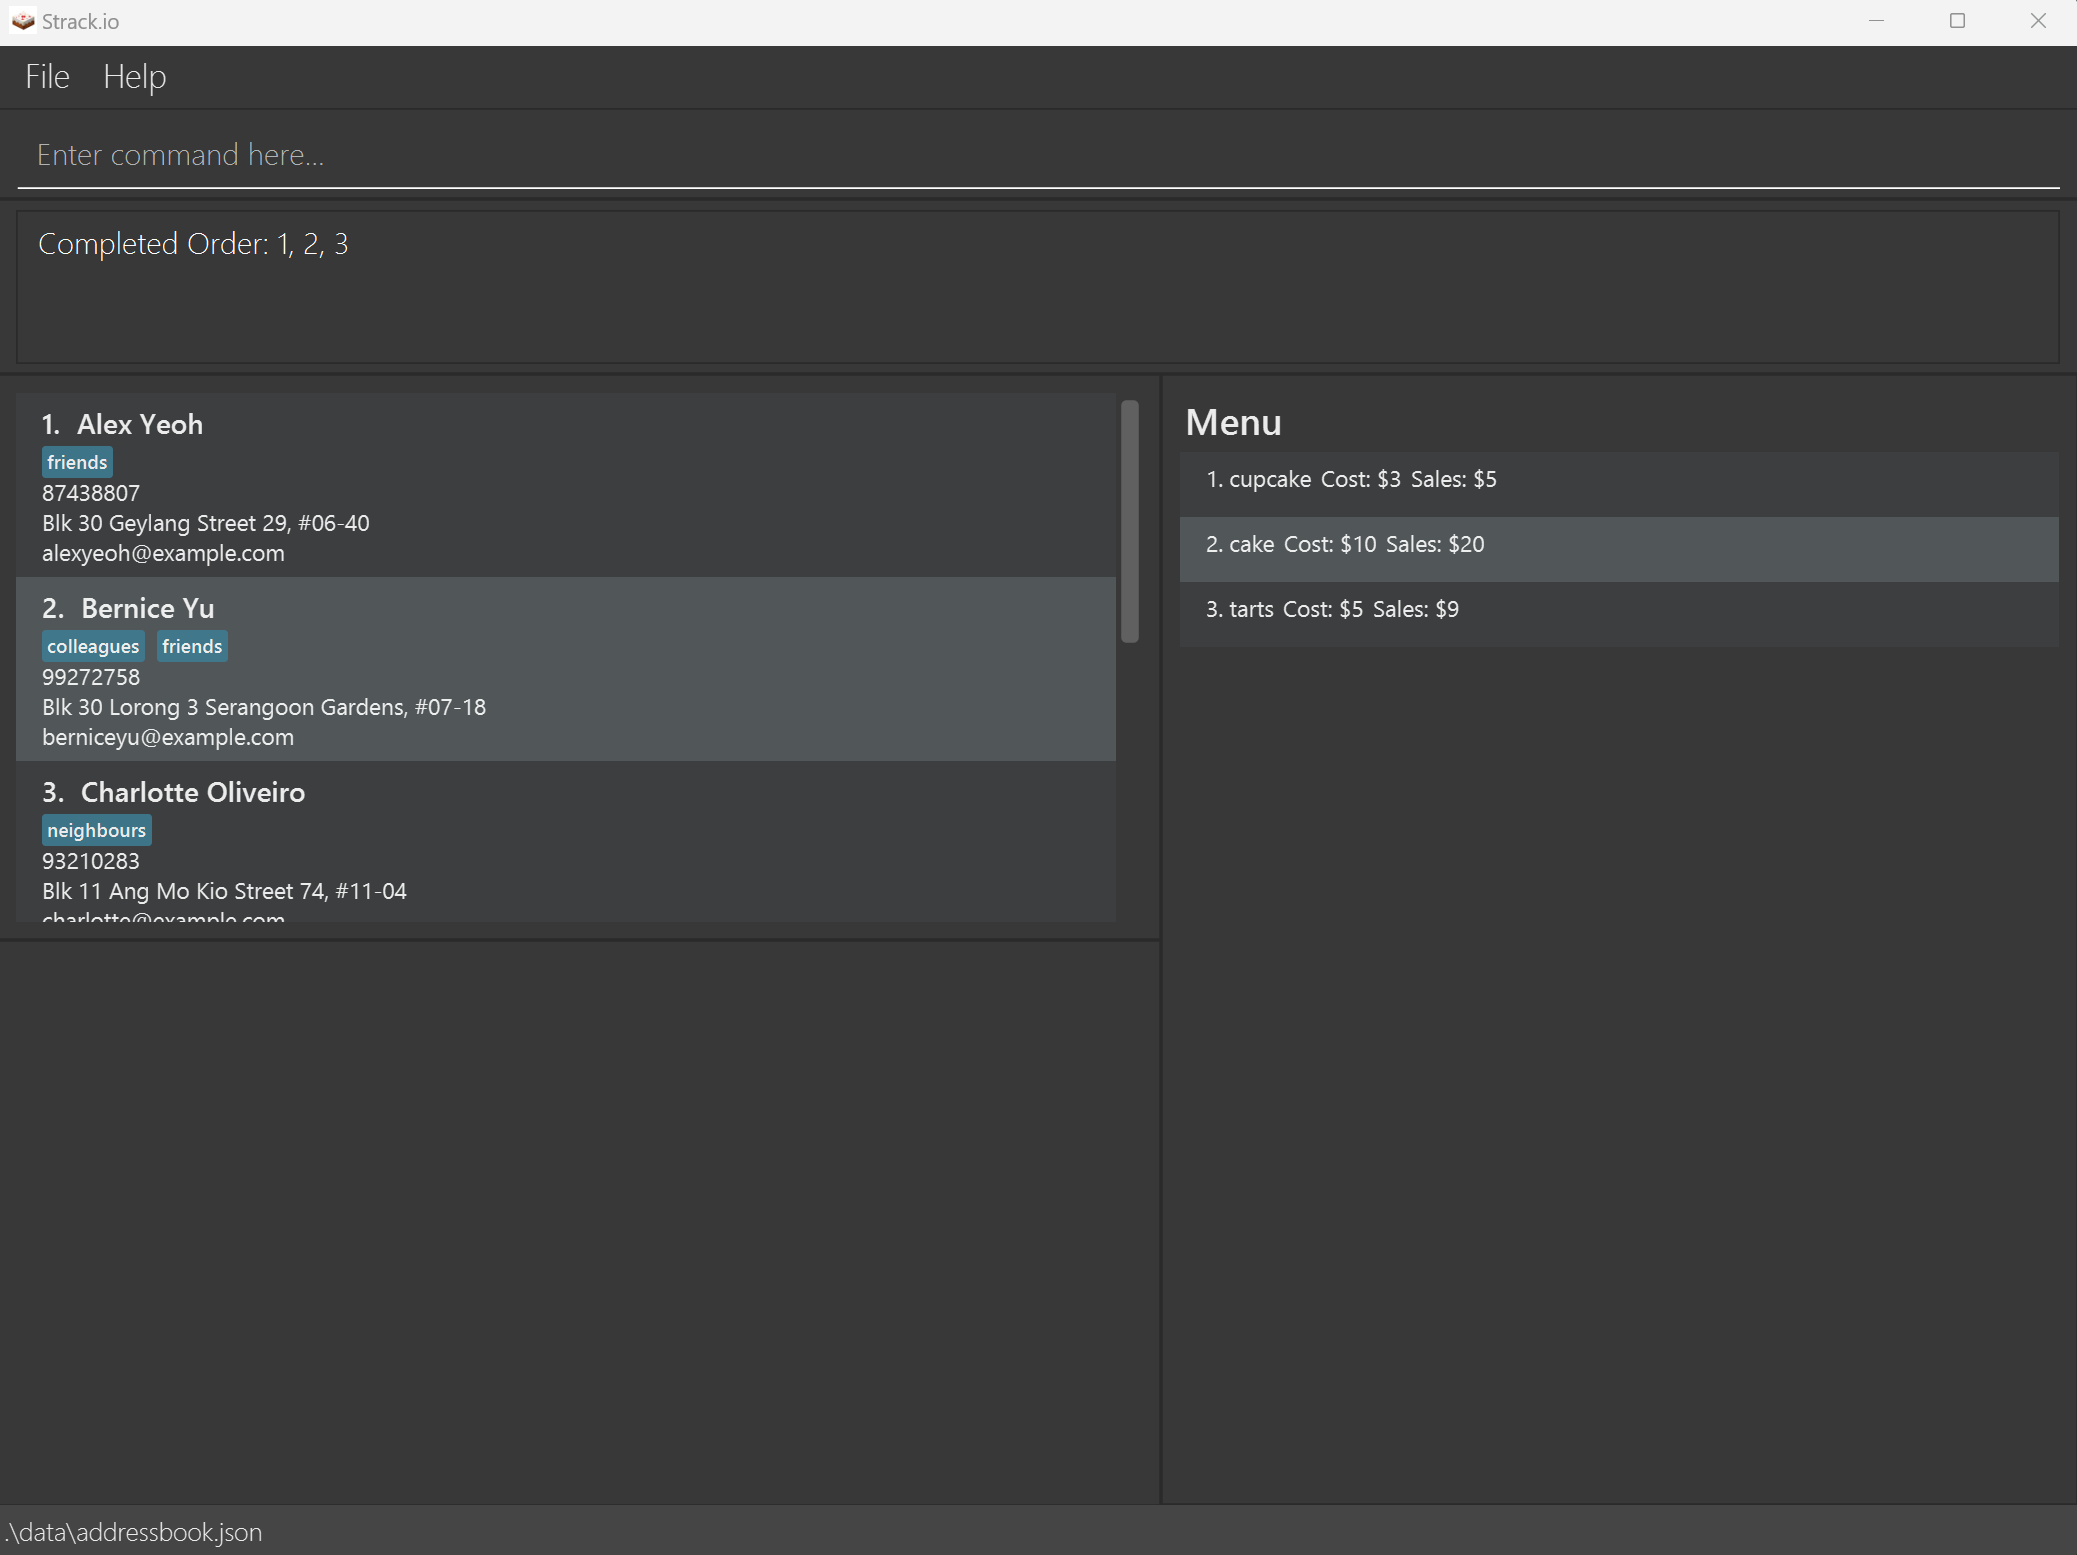 Strack.io
File Help
Enter command here...
Completed Order: 1, 2, 3
1. Alex Yeoh
friends
87438807
Blk 30 Geylang Street 29, #06-40
alexyeoh@example.com
2. Bernice Yu
colleagues friends
99272758
Blk 30 Lorong 3 Serangoon Gardens, #07-18
berniceyu@example.com
3. Charlotte Oliveiro
neighbours
93210283
Blk 11 Ang Mo Kio Street 74, #11-04
charlotte@example.com
Menu
1. cupcake Cost: $3 Sales: $5
2. cake Cost: $10 Sales: $20
3. tarts Cost: $5 Sales: $9
.\data\addressbook.json